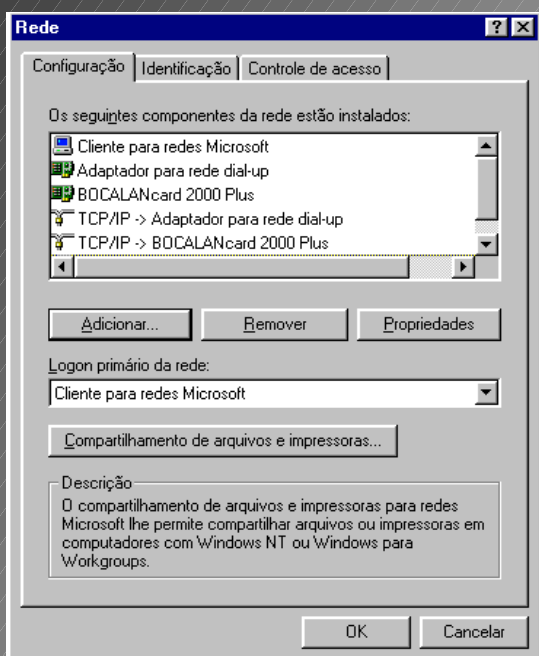 Rede
Configuração Identificação Controle de acesso
Os seguintes componentes da rede estão instalados:
Cliente para redes Microsoft
Adaptador para rede dial-up
BOCALANcard 2000 Plus
TCP/IP -> Adaptador para rede dial-up
TCP/IP -> BOCALANcard 2000 Plus
Adicionar... Remover Propriedades
Logon primário da rede:
Cliente para redes Microsoft
Compartilhamento de arquivos e impressoras...
Descrição
O compartilhamento de arquivos e impressoras para redes
Microsoft lhe permite compartilhar arquivos ou impressoras em
computadores com Windows NT ou Windows para
Workgroups.
OK Cancelar